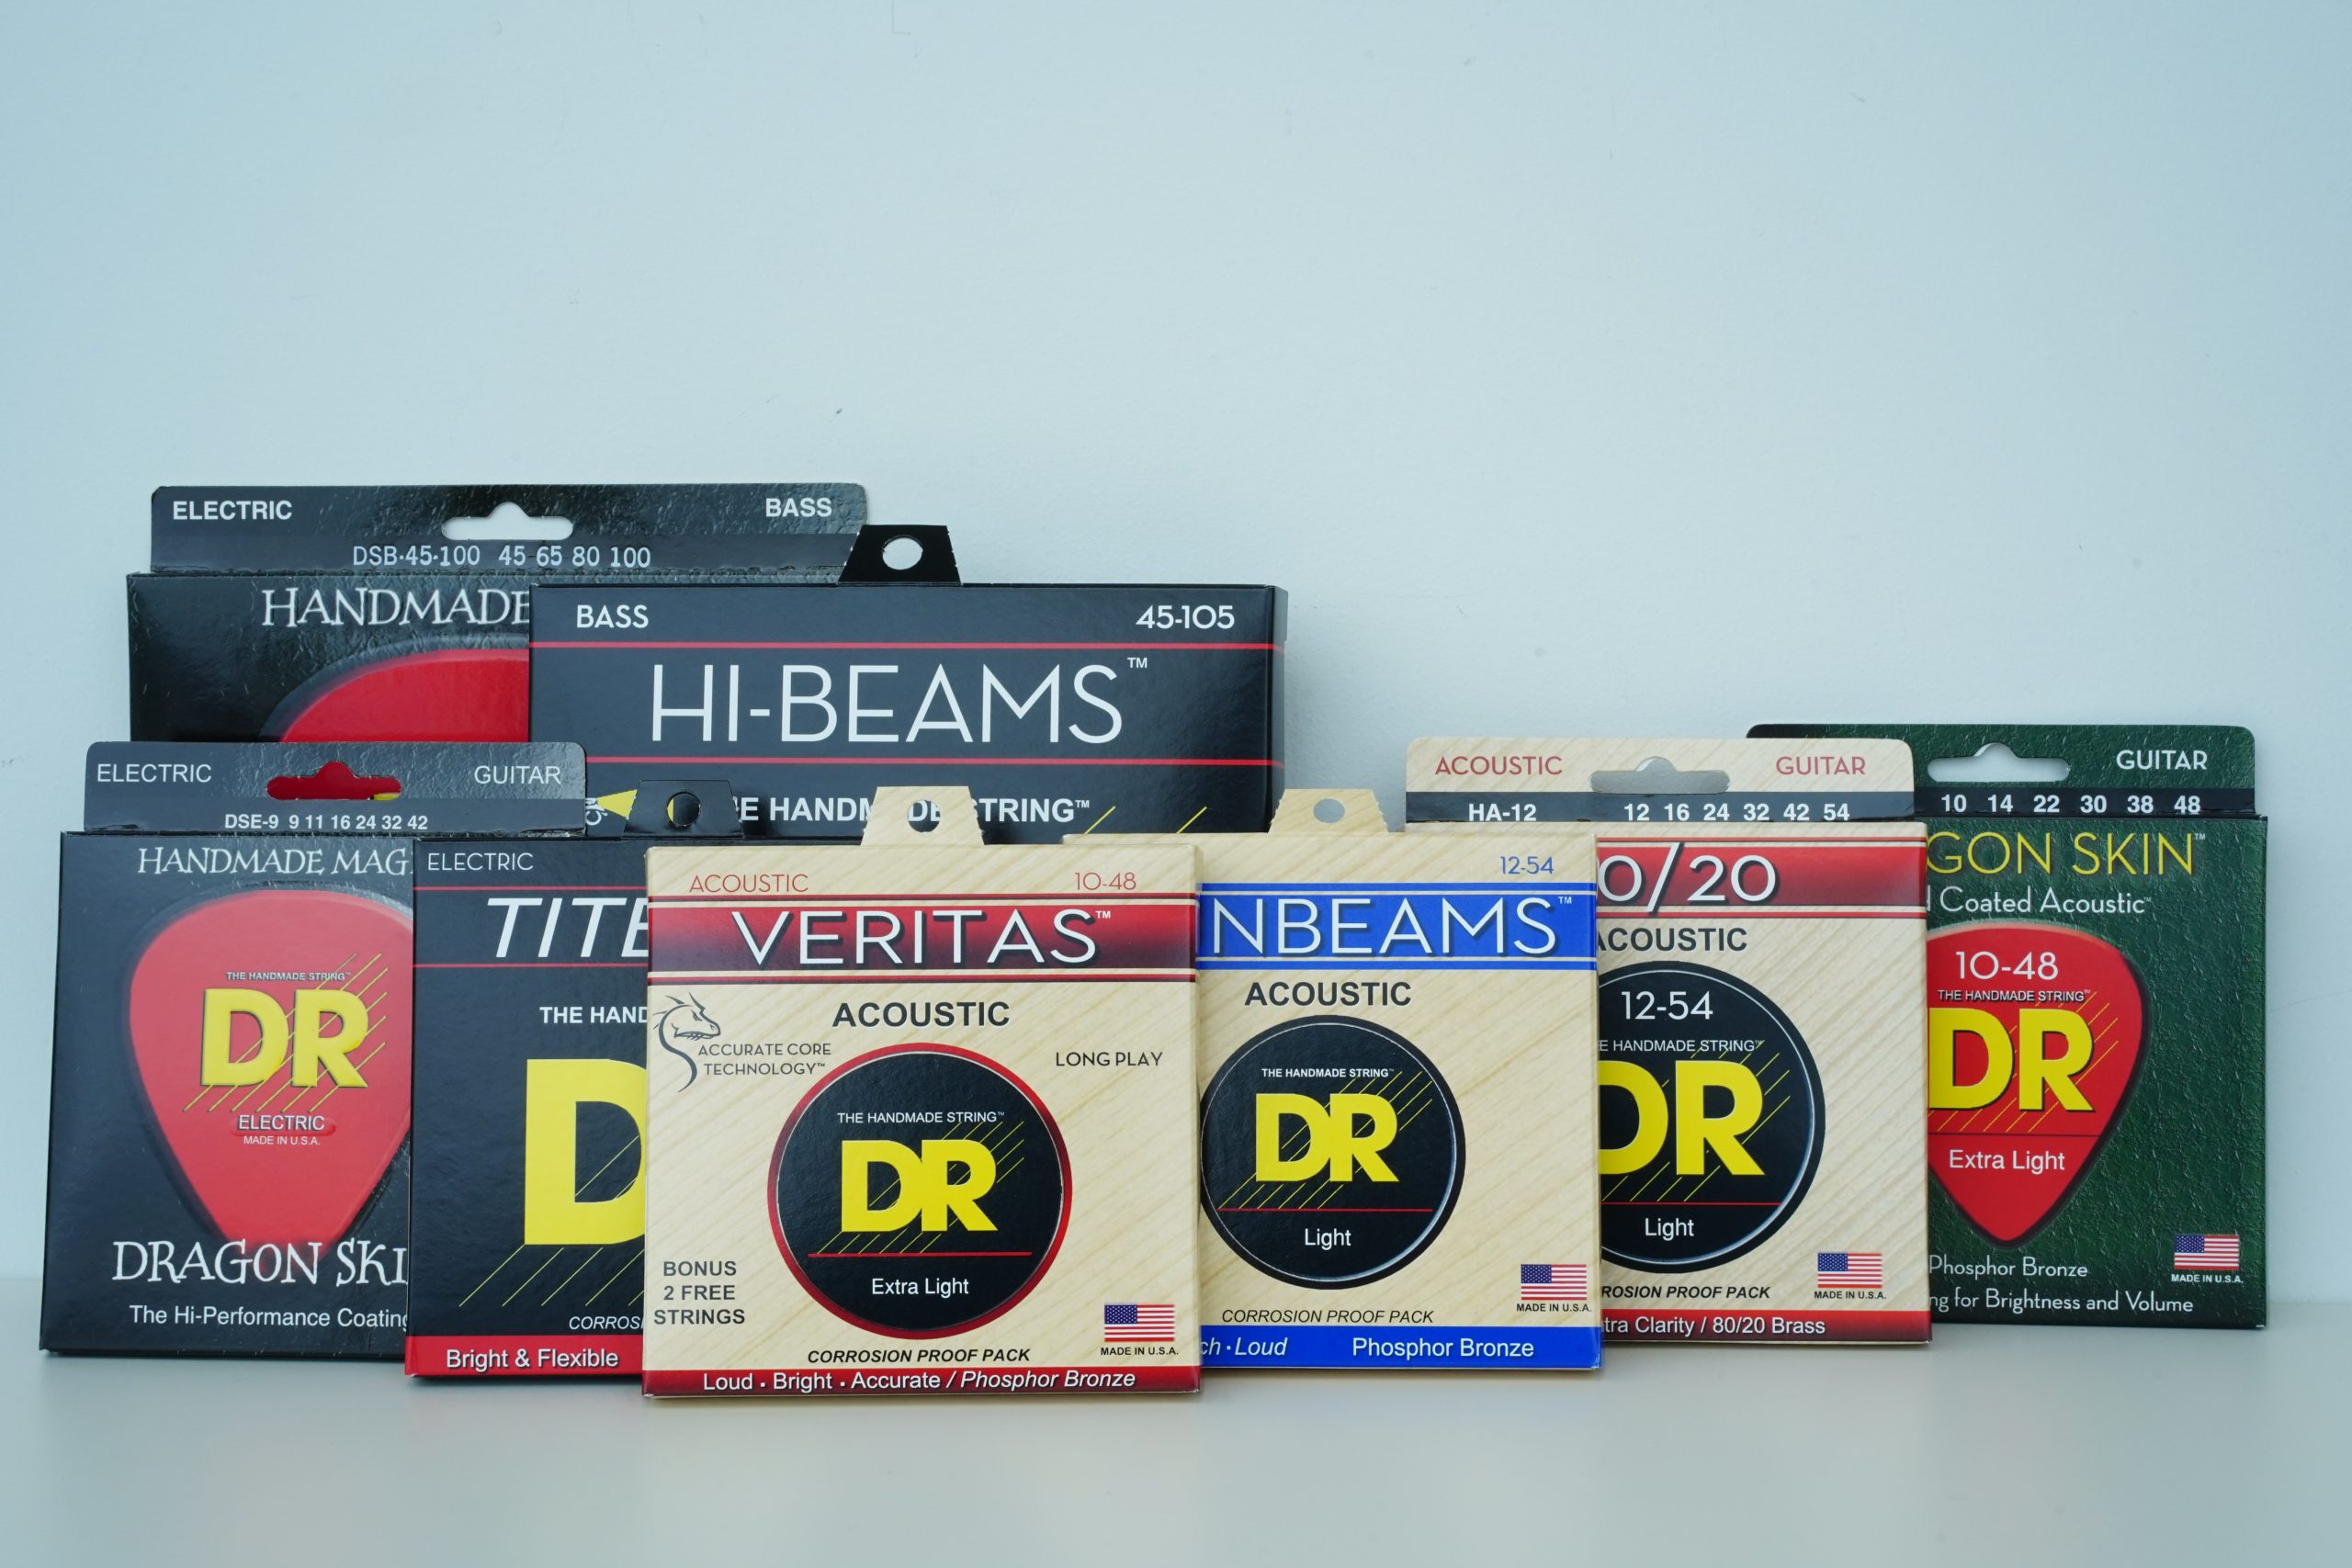 ELECTRIC BASS
DSB·45·100 45 65 80 100
HANDMADE
BASS 45-105
HI-BEAMS™
E HANDMADE STRING™
ELECTRIC GUITAR
DSE-9 9 11 16 24 32 42
HANDMADE MAG
THE HANDMADE STRING™
DR
ELECTRIC
MADE IN U.S.A.
DRAGON SKI
The Hi-Performance Coating
ELECTRIC
TITE
THE HAND
D
CORROS
Bright & Flexible
ACOUSTIC 10-48
VERITAS™
ACOUSTIC
ACCURATE CORE
TECHNOLOGY™
LONG PLAY
THE HANDMADE STRING™
DR
Extra Light
BONUS
2 FREE
STRINGS
MADE IN U.S.A.
CORROSION PROOF PACK
Loud · Bright · Accurate / Phosphor Bronze
12-54
NBEAMS™
ACOUSTIC
THE HANDMADE STRING™
DR
Light
MADE IN U.S.A.
CORROSION PROOF PACK
ch · Loud Phosphor Bronze
ACOUSTIC GUITAR
HA-12 12 16 24 32 42 54
0/20
ACOUSTIC
12-54
E HANDMADE STRING™
DR
Light
MADE IN U.S.A.
ROSION PROOF PACK
tra Clarity / 80/20 Brass
GUITAR
10 14 22 30 38 48
GON SKIN™
d Coated Acoustic™
10-48
THE HANDMADE STRING™
DR
Extra Light
MADE IN U.S.A.
Phosphor Bronze
ng for Brightness and Volume